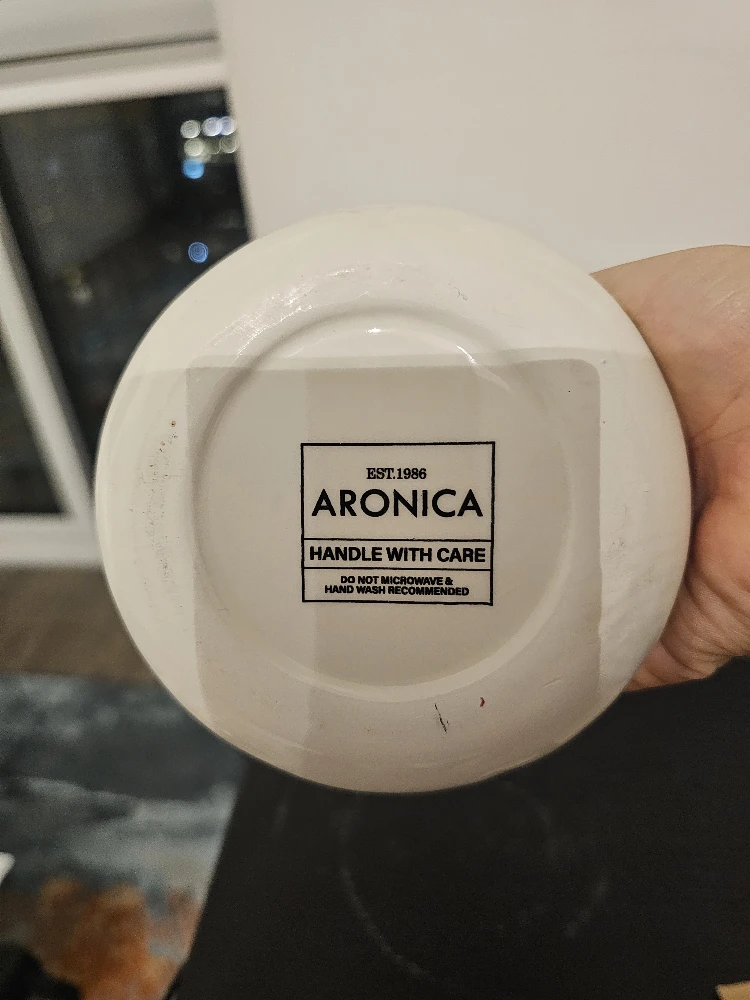 EST.1986
ARONICA
HANDLE WITH CARE
DO NOT MICROWAVE &
HAND WASH RECOMMENDED